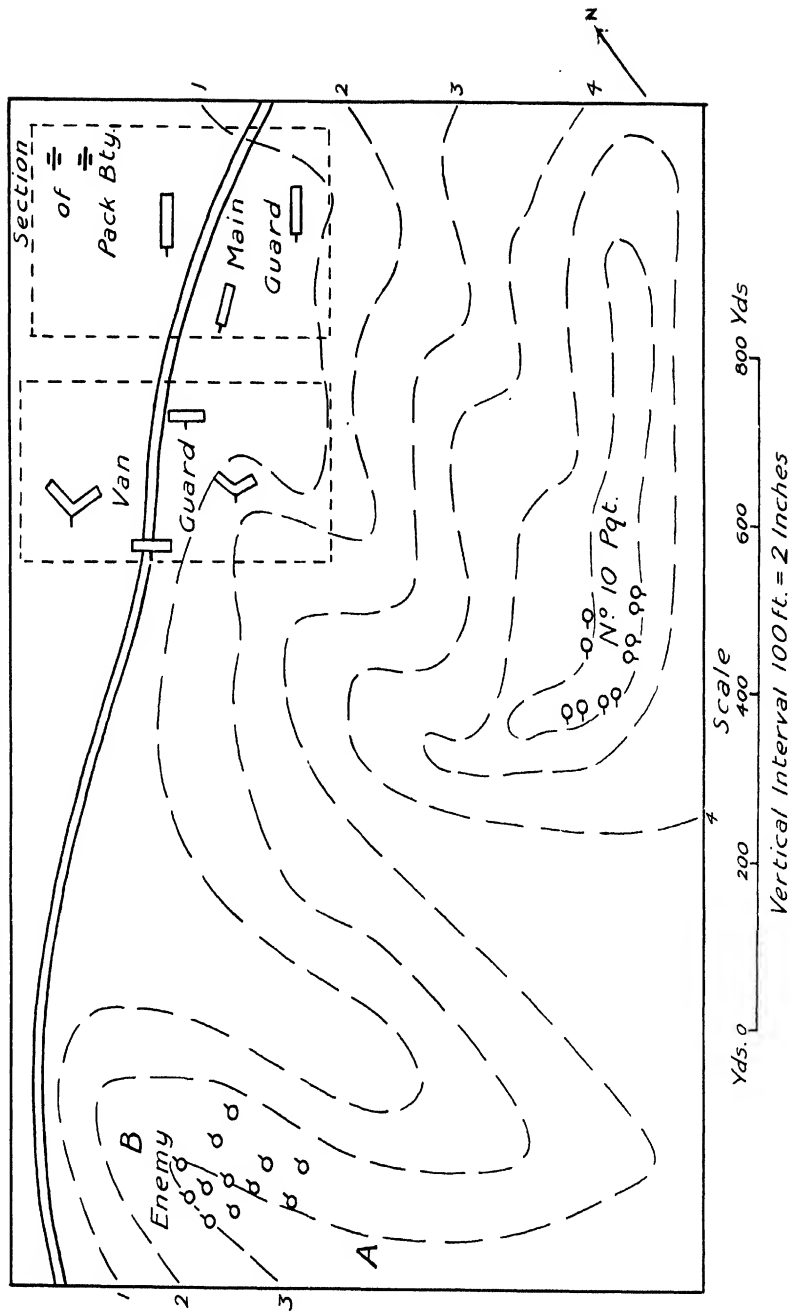 Section
of
Pack Bty.
Main
Guard
Van
Guard
1
2
3
4
N
B
Enemy
A
1
2
3
4
Nº 10 Pqt.
Scale
Yds. 0 200 400 600 800 Yds
Vertical Interval 100 ft. = 2 Inches